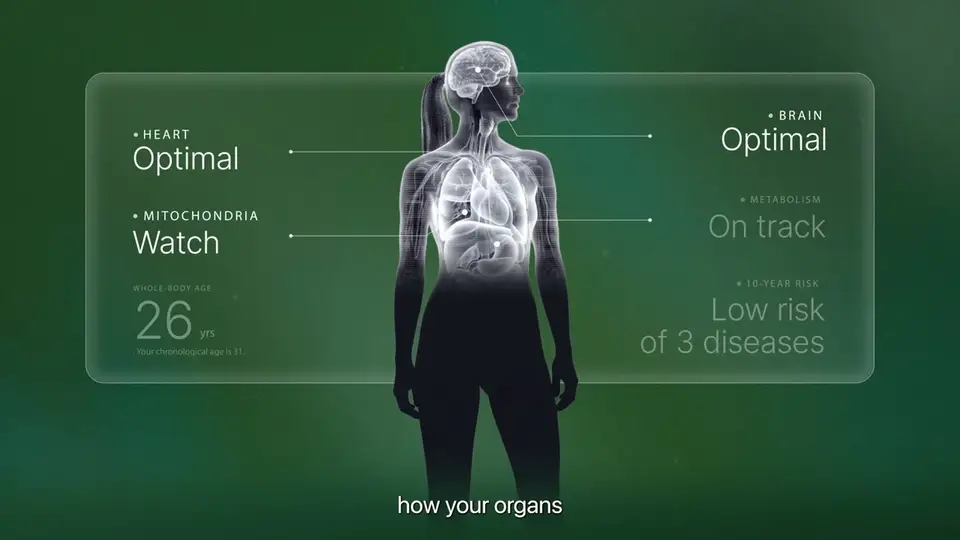 HEART
Optimal
MITOCHONDRIA
Watch
WHOLE-BODY AGE
26 yrs
Your chronological age is 31.
BRAIN
Optimal
METABOLISM
On track
10-YEAR RISK
Low risk
of 3 diseases
how your organs